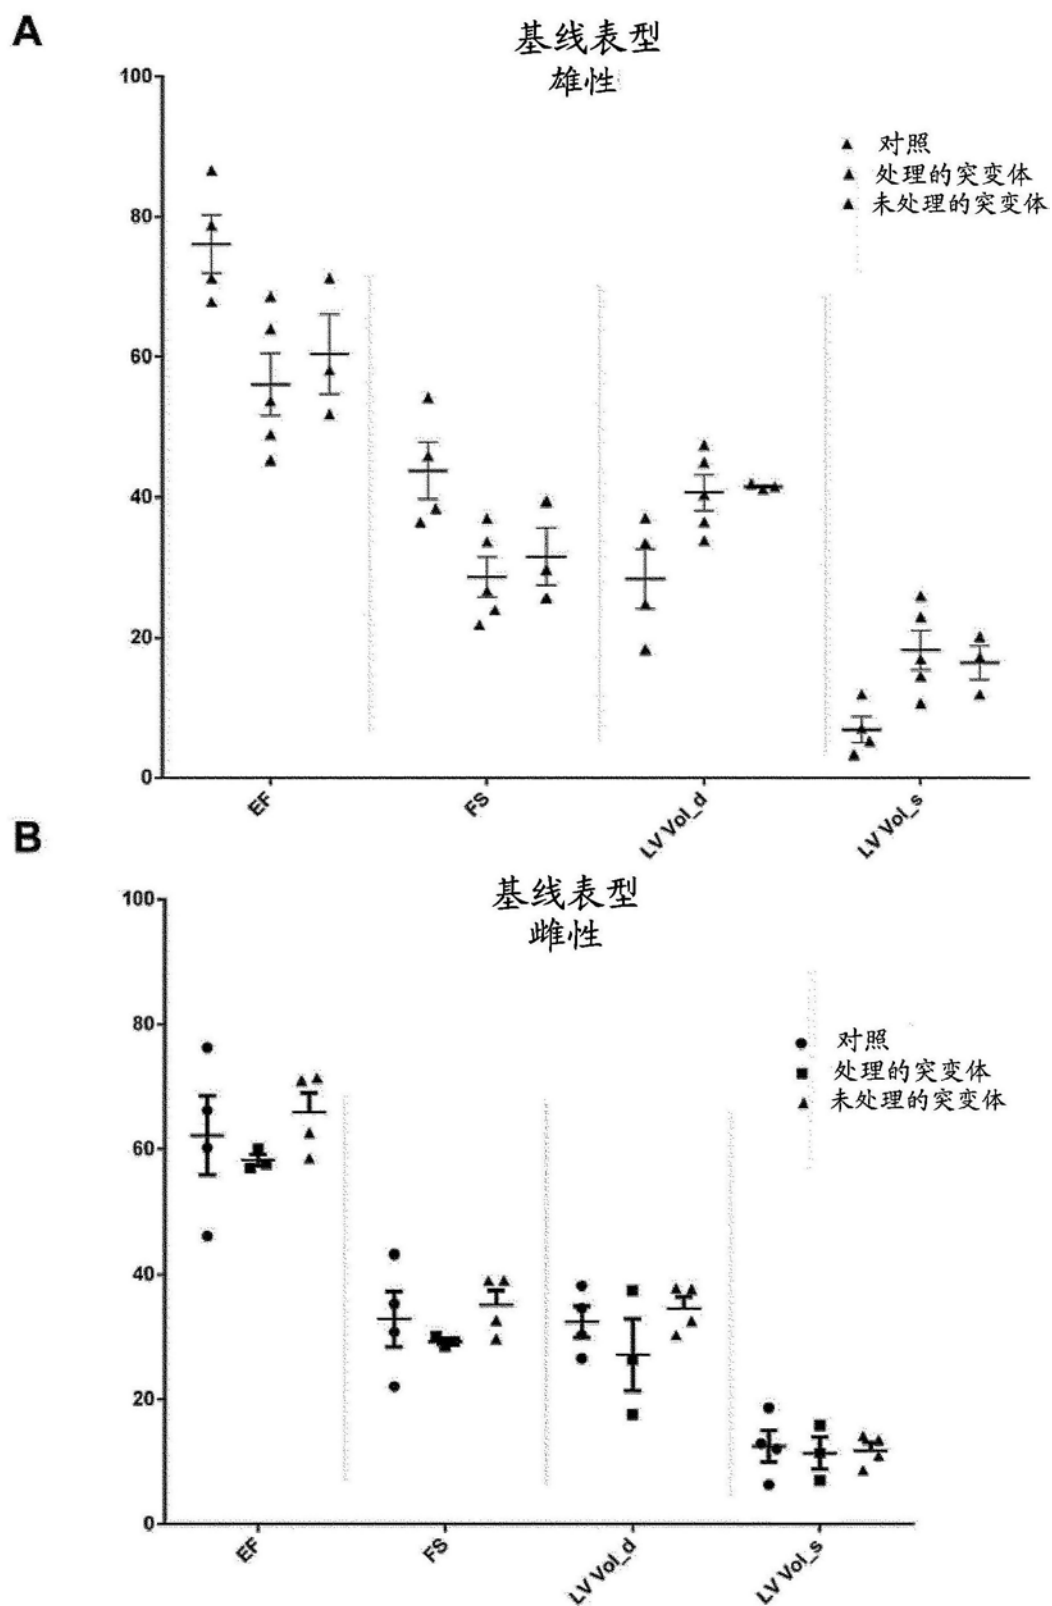 A
基线表型
雄性
100
80
60
40
20
0
对照
处理的突变体
未处理的突变体
EF
FS
LV Vol_d
LV Vol_s
B
基线表型
雌性
100
80
60
40
20
0
对照
处理的突变体
未处理的突变体
EF
FS
LV Vol_d
LV Vol_s